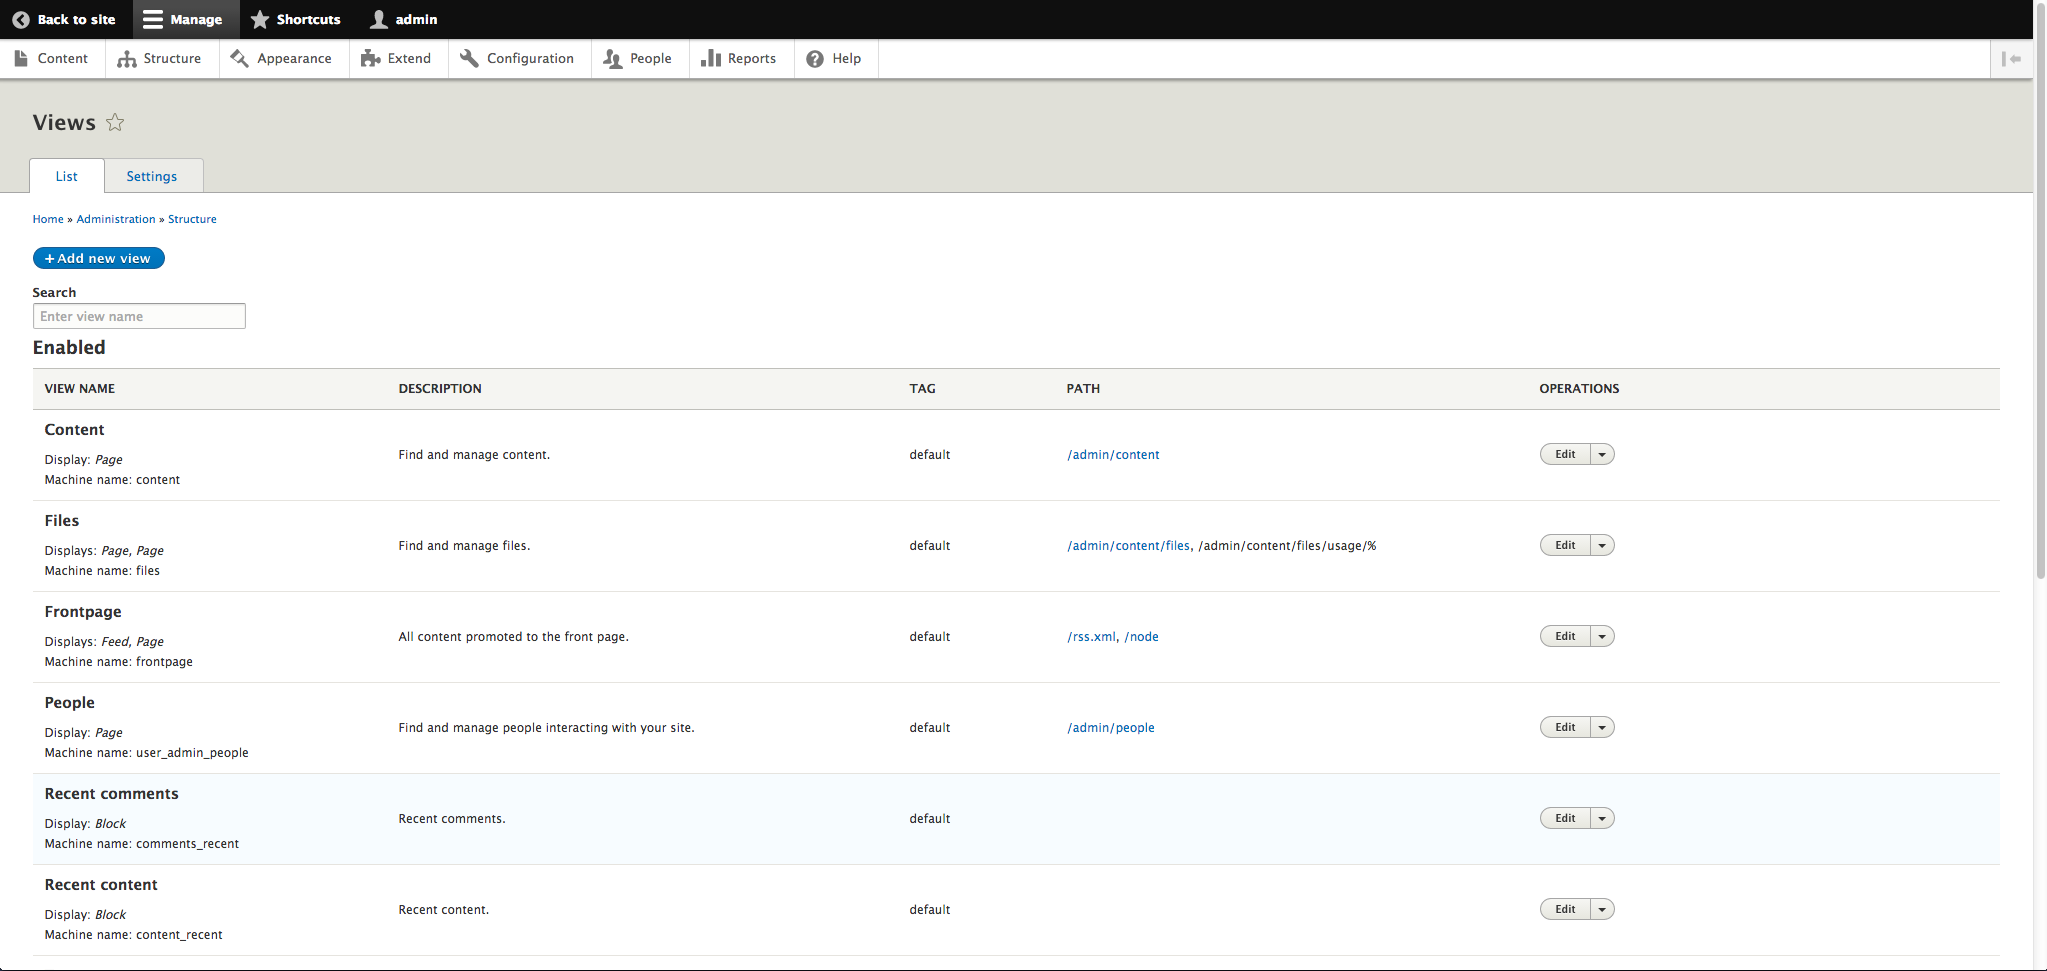 Back to site Manage Shortcuts admin
Content Structure Appearance Extend Configuration People Reports Help
Views
List Settings
Home » Administration » Structure
+ Add new view
Search
Enter view name
Enabled
VIEW NAME DESCRIPTION TAG PATH OPERATIONS
Content
Display: Page
Machine name: content
Find and manage content. default /admin/content Edit
Files
Displays: Page, Page
Machine name: files
Find and manage files. default /admin/content/files, /admin/content/files/usage/% Edit
Frontpage
Displays: Feed, Page
Machine name: frontpage
All content promoted to the front page. default /rss.xml, /node Edit
People
Display: Page
Machine name: user_admin_people
Find and manage people interacting with your site. default /admin/people Edit
Recent comments
Display: Block
Machine name: comments_recent
Recent comments. default Edit
Recent content
Display: Block
Machine name: content_recent
Recent content. default Edit